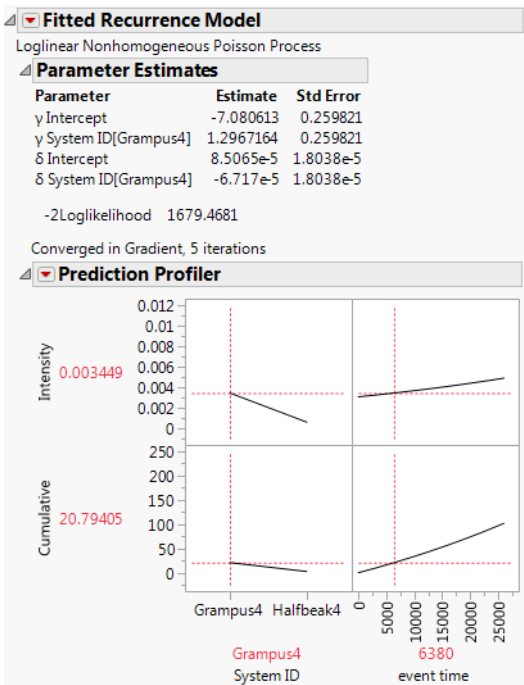 Fitted Recurrence Model
Loglinear Nonhomogeneous Poisson Process
Parameter Estimates
Parameter Estimate Std Error
γ Intercept -7.080613 0.259821
γ System ID[Grampus4] 1.2967164 0.259821
δ Intercept 8.5065e-5 1.8038e-5
δ System ID[Grampus4] -6.717e-5 1.8038e-5
-2Loglikelihood 1679.4681
Converged in Gradient, 5 iterations
Prediction Profiler
Intensity
0.003449
0.012
0.01
0.008
0.006
0.004
0.002
0
Cumulative
20.79405
250
200
150
100
50
0
Grampus4 Halfbeak4
0 5000 10000 15000 20000 25000
Grampus4 6380
System ID event time